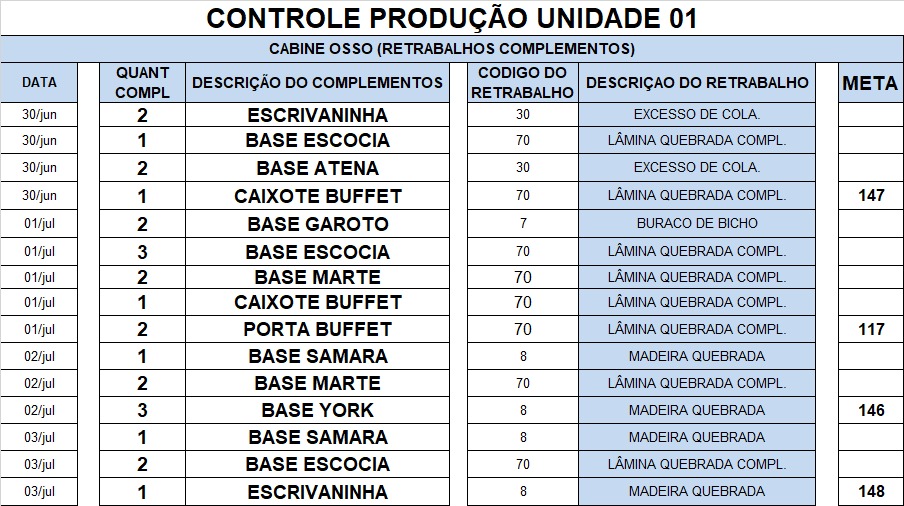 CONTROLE PRODUÇÃO UNIDADE 01
CABINE OSSO (RETRABALHOS COMPLEMENTOS)
DATA QUANT COMPL DESCRIÇÃO DO COMPLEMENTOS CODIGO DO RETRABALHO DESCRIÇAO DO RETRABALHO META
30/jun 2 ESCRIVANINHA 30 EXCESSO DE COLA.
30/jun 1 BASE ESCOCIA 70 LÂMINA QUEBRADA COMPL.
30/jun 2 BASE ATENA 30 EXCESSO DE COLA.
30/jun 1 CAIXOTE BUFFET 70 LÂMINA QUEBRADA COMPL. 147
01/jul 2 BASE GAROTO 7 BURACO DE BICHO
01/jul 3 BASE ESCOCIA 70 LÂMINA QUEBRADA COMPL.
01/jul 2 BASE MARTE 70 LÂMINA QUEBRADA COMPL.
01/jul 1 CAIXOTE BUFFET 70 LÂMINA QUEBRADA COMPL.
01/jul 2 PORTA BUFFET 70 LÂMINA QUEBRADA COMPL. 117
02/jul 1 BASE SAMARA 8 MADEIRA QUEBRADA
02/jul 2 BASE MARTE 70 LÂMINA QUEBRADA COMPL.
02/jul 3 BASE YORK 8 MADEIRA QUEBRADA 146
03/jul 1 BASE SAMARA 8 MADEIRA QUEBRADA
03/jul 2 BASE ESCOCIA 70 LÂMINA QUEBRADA COMPL.
03/jul 1 ESCRIVANINHA 8 MADEIRA QUEBRADA 148